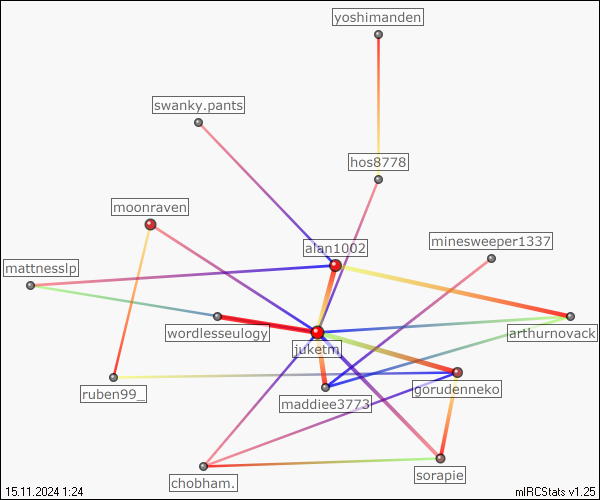 yoshimanden
swanky.pants
hos8778
moonraven
alan1002
minesweeper1337
mattnesslp
wordlesseulogy
arthurnovack
juketm
ruben99_
maddiee3773
gorudenneko
chobham.
sorapie
15.11.2024 1:24
mIRCStats v1.25